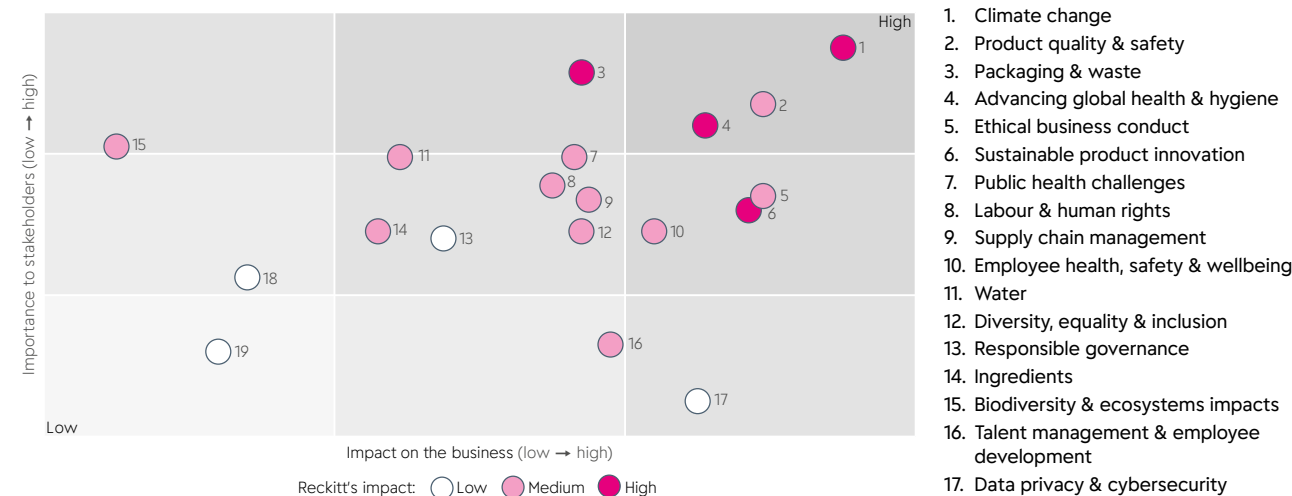 High
1
3
2
4
15
11
7
8
5
9
6
14
13
12
10
18
16
19
17
Low
Importance to stakeholders (low → high)
Impact on the business (low → high)
Reckitt's impact: Low Medium High
1. Climate change
2. Product quality & safety
3. Packaging & waste
4. Advancing global health & hygiene
5. Ethical business conduct
6. Sustainable product innovation
7. Public health challenges
8. Labour & human rights
9. Supply chain management
10. Employee health, safety & wellbeing
11. Water
12. Diversity, equality & inclusion
13. Responsible governance
14. Ingredients
15. Biodiversity & ecosystems impacts
16. Talent management & employee
development
17. Data privacy & cybersecurity